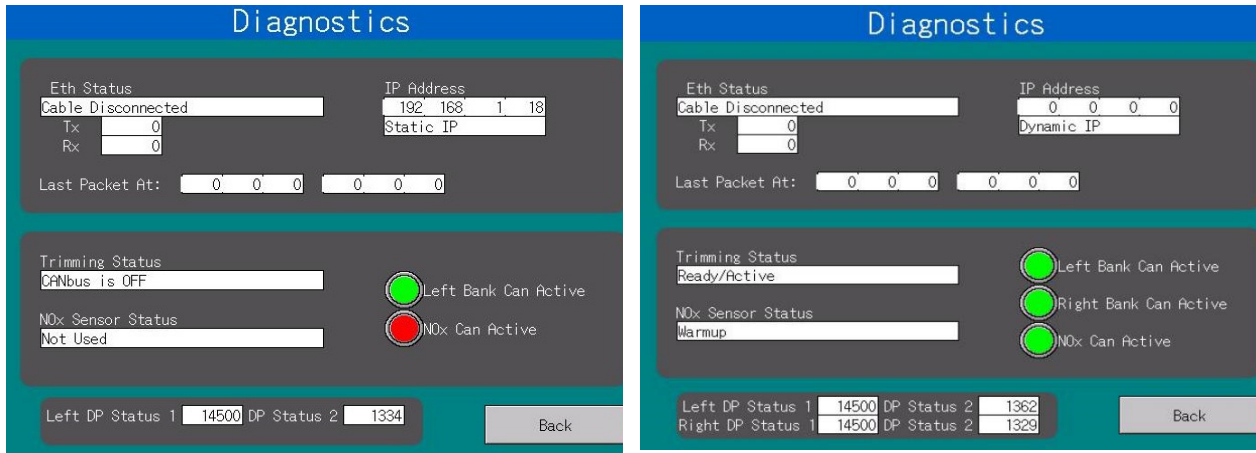 Diagnostics
Eth Status
IP Address
Cable Disconnected
192 168 1 18
Tx 0
Static IP
Rx 0
Last Packet At: 0 0 0 0 0 0
Trimming Status
CANbus is OFF
Left Bank Can Active
NOx Sensor Status
NOx Can Active
Not Used
Left DP Status 1 14500 DP Status 2 1334
Back
Diagnostics
Eth Status
IP Address
Cable Disconnected
0 0 0 0
Tx 0
Dynamic IP
Rx 0
Last Packet At: 0 0 0 0 0 0
Trimming Status
Ready/Active
Left Bank Can Active
Right Bank Can Active
NOx Sensor Status
Warmup
NOx Can Active
Left DP Status 1 14500 DP Status 2 1362
Right DP Status 1 14500 DP Status 2 1329
Back